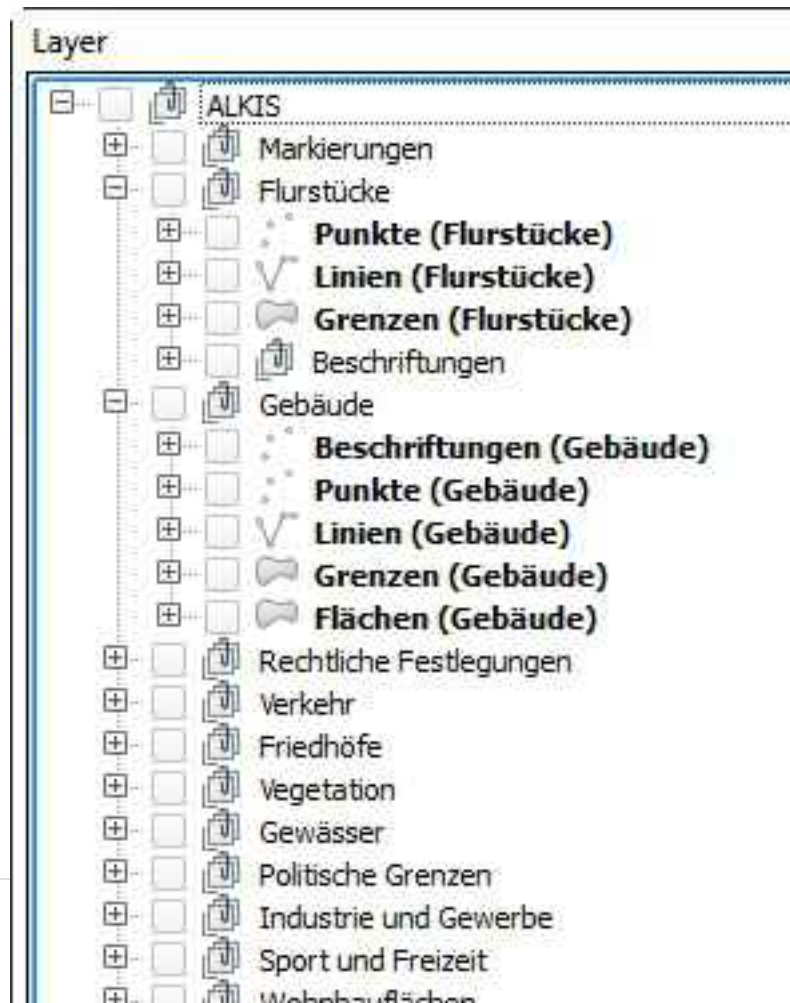 Layer
ALKIS
Markierungen
Flurstücke
Punkte (Flurstücke)
Linien (Flurstücke)
Grenzen (Flurstücke)
Beschriftungen
Gebäude
Beschriftungen (Gebäude)
Punkte (Gebäude)
Linien (Gebäude)
Grenzen (Gebäude)
Flächen (Gebäude)
Rechtliche Festlegungen
Verkehr
Friedhöfe
Vegetation
Gewässer
Politische Grenzen
Industrie und Gewerbe
Sport und Freizeit
Wohnbauflächen